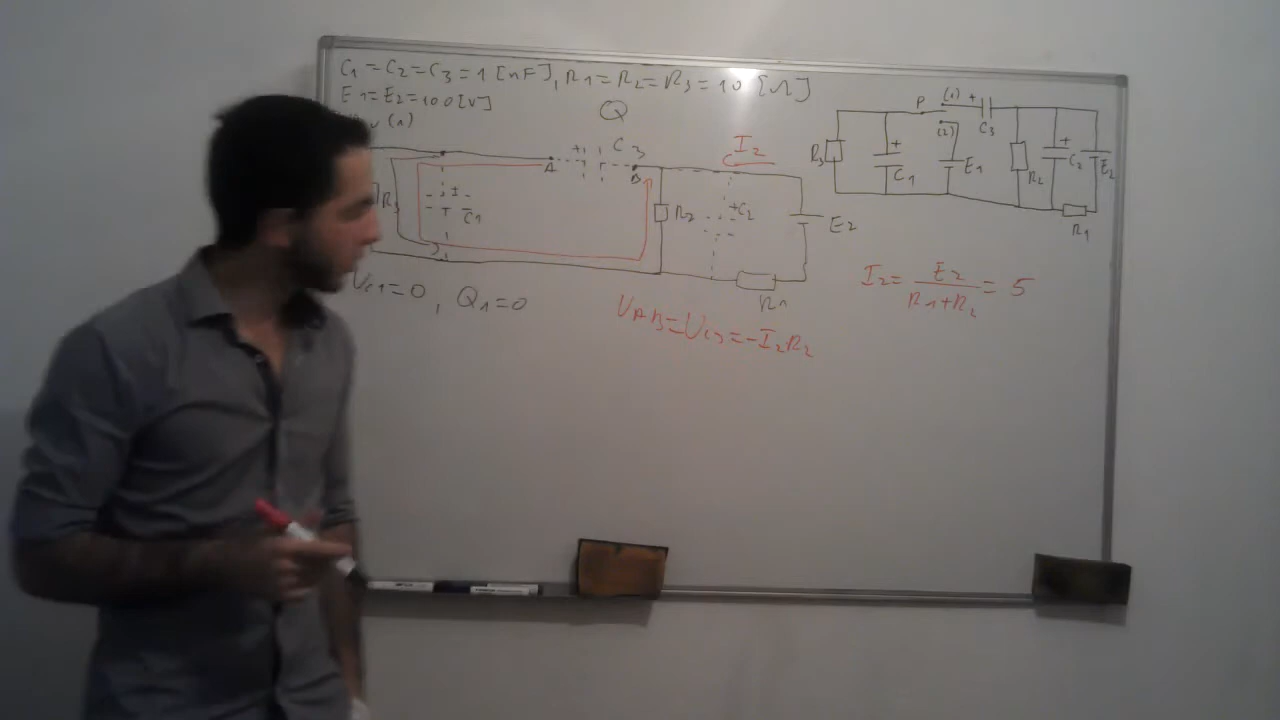 C1=C2=C3=1[nF], R1=R2=R3=10[Ω]
E1=E2=100[V]
(1)
Q
P
(1)
+
C3
(2)
R3
+
C1
E1
R2
+
C2
E2
R1
I2
A
+
C3
B
R3
C1
R2
+C2
E2
R1
UC1=0, Q1=0
UAB=UC3=-I2R2
I2=E2/R1+R2=5